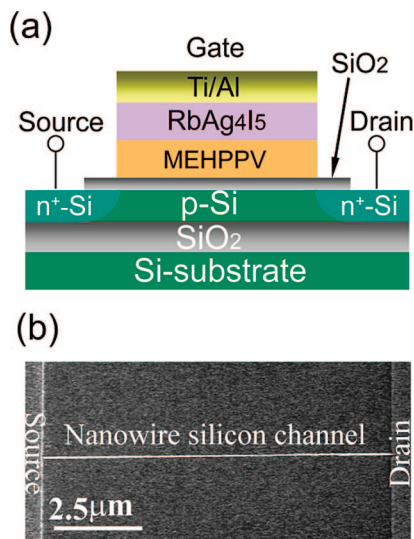 (a)
Gate
SiO₂
Ti/Al
Source
RbAg4I5
Drain
MEHPPV
n⁺-Si
p-Si
n⁺-Si
SiO₂
Si-substrate
(b)
Source
Nanowire silicon channel
Drain
2.5μm